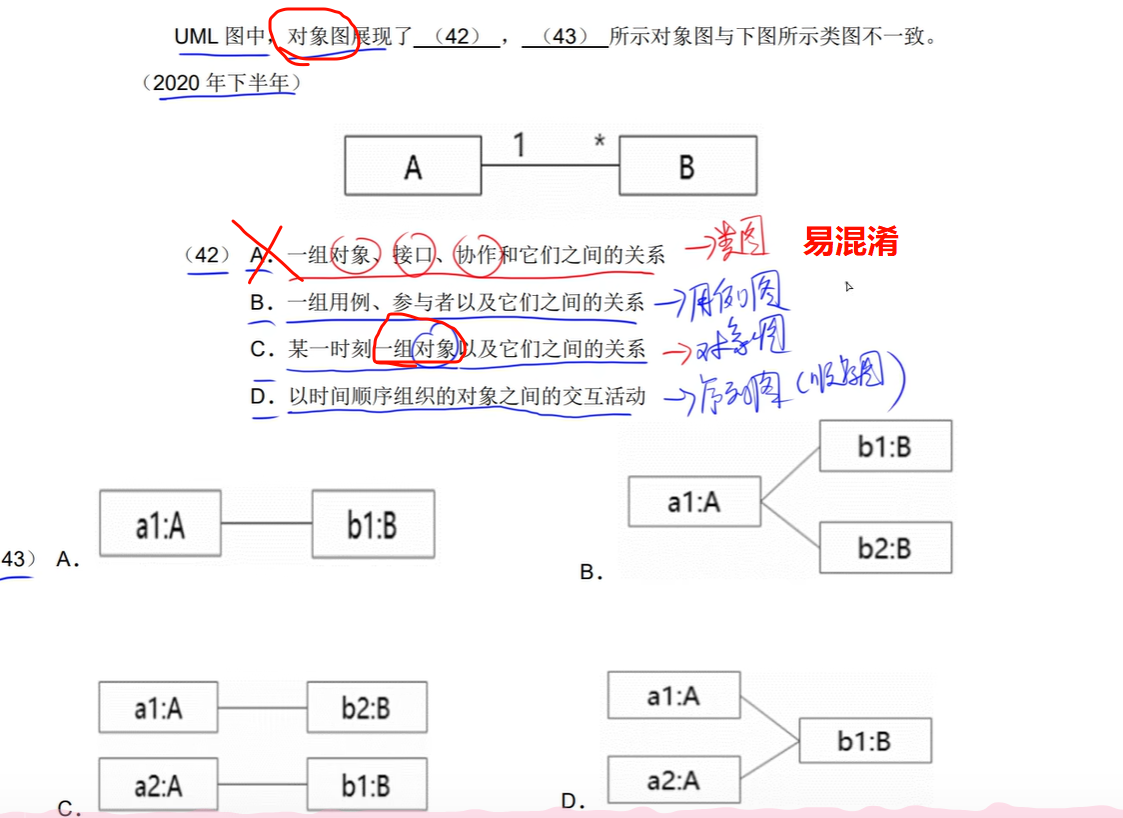 UML 图中，对象图展现了 （42） ， （43） 所示对象图与下图所示类图不一致。
（2020 年下半年）
A 1 * B
（42） A. 一组对象、接口、协作和它们之间的关系 →类图 易混淆
B. 一组用例、参与者以及它们之间的关系 →用例图
C. 某一时刻一组对象以及它们之间的关系 →对象图
D. 以时间顺序组织的对象之间的交互活动 →序列图（顺序图）
b1:B
a1:A
b2:B
a1:A b1:B
43） A.
B.
a1:A b2:B
a2:A b1:B
C.
a1:A
b1:B
a2:A
D.